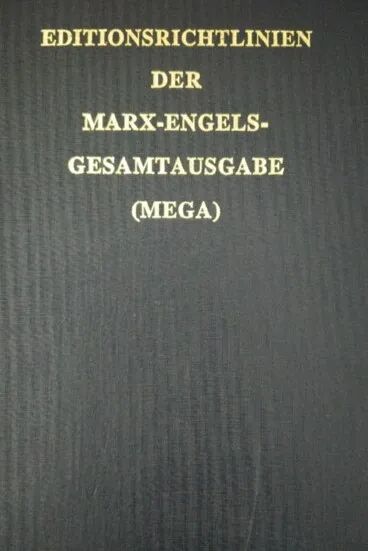 EDITIONSRICHTLINIEN
DER
MARX-ENGELS-
GESAMTAUSGABE
(MEGA)